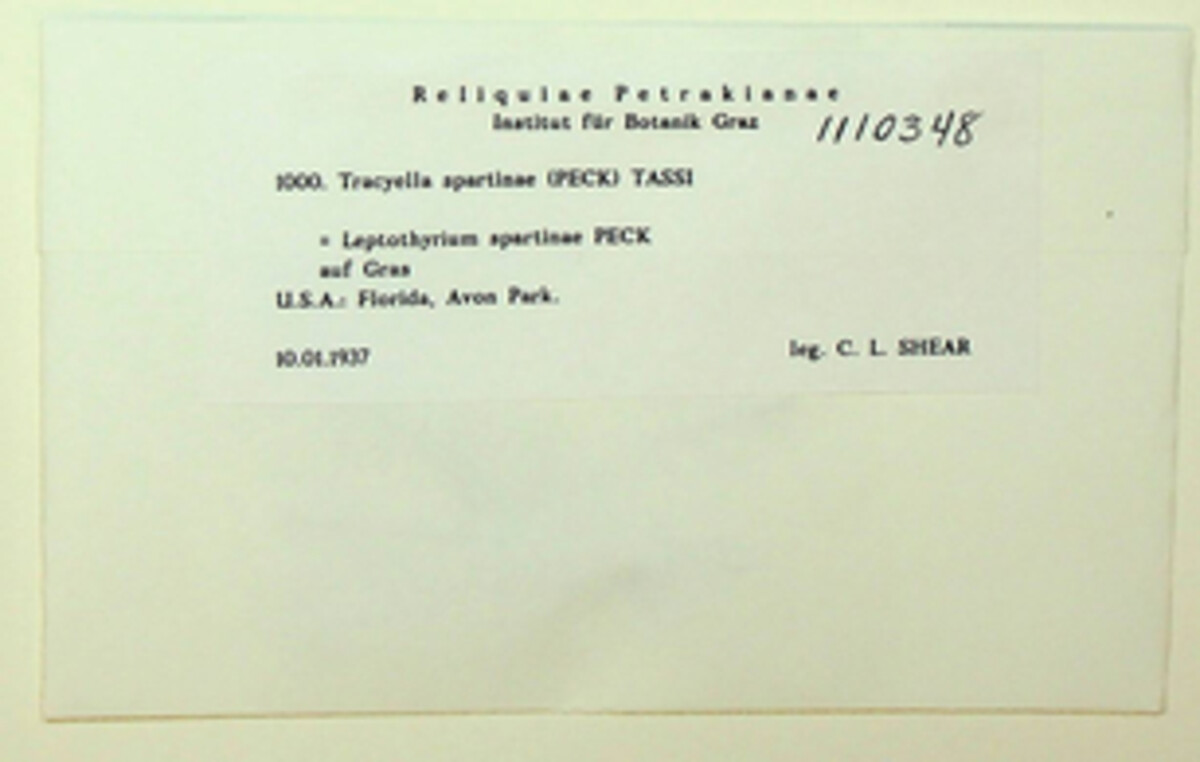 Reliquiae Petrakianae
Institut für Botanik Graz
1110348
1000. Tracyella spartinae (PECK) TASSI
= Leptothyrium spartinae PECK
auf Gras
U.S.A.: Florida, Avon Park.
10.01.1937
leg. C. L. SHEAR